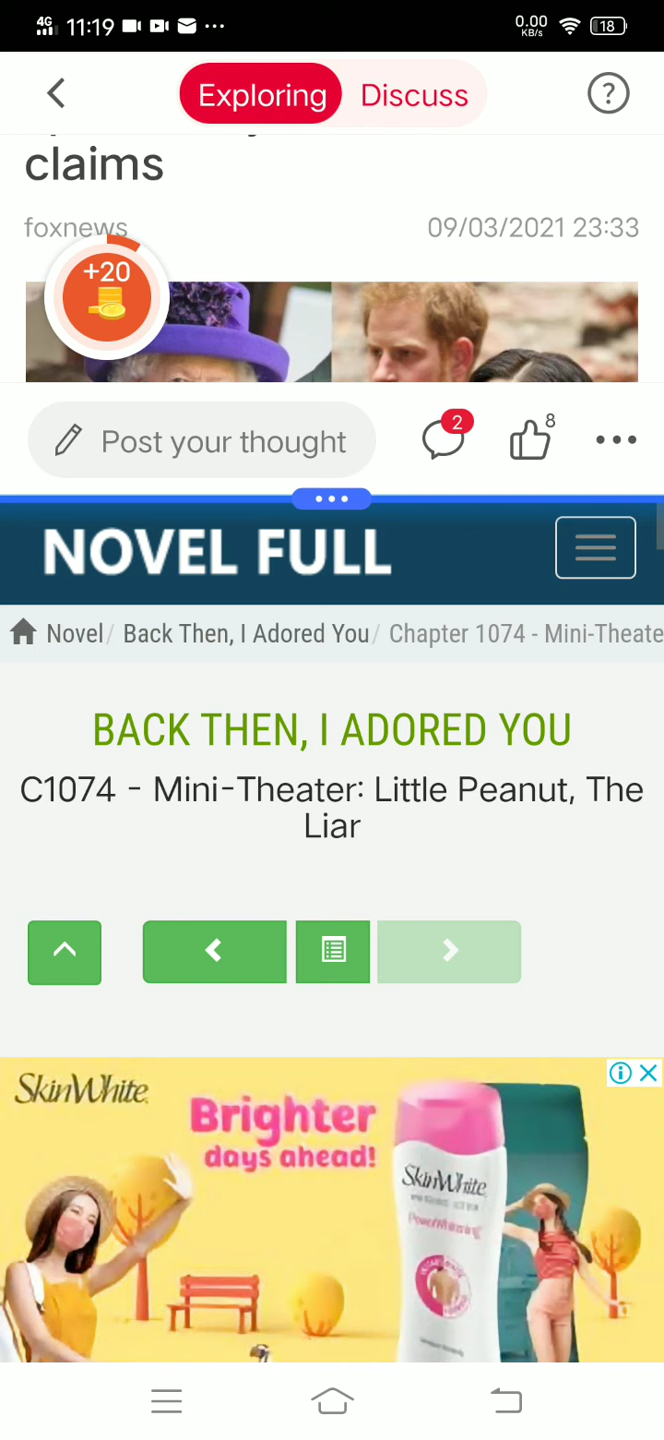 4G 11:19 ... 0.00 KB/s 18
Exploring Discuss ?
claims
foxnews 09/03/2021 23:33
+20
Post your thought 2 8
NOVEL FULL
Novel/ Back Then, I Adored You/ Chapter 1074 - Mini-Theate
BACK THEN, I ADORED YOU
C1074 - Mini-Theater: Little Peanut, The
Liar
SkinWhite
Brighter
days ahead!
SkinWhite
PowerWhitening